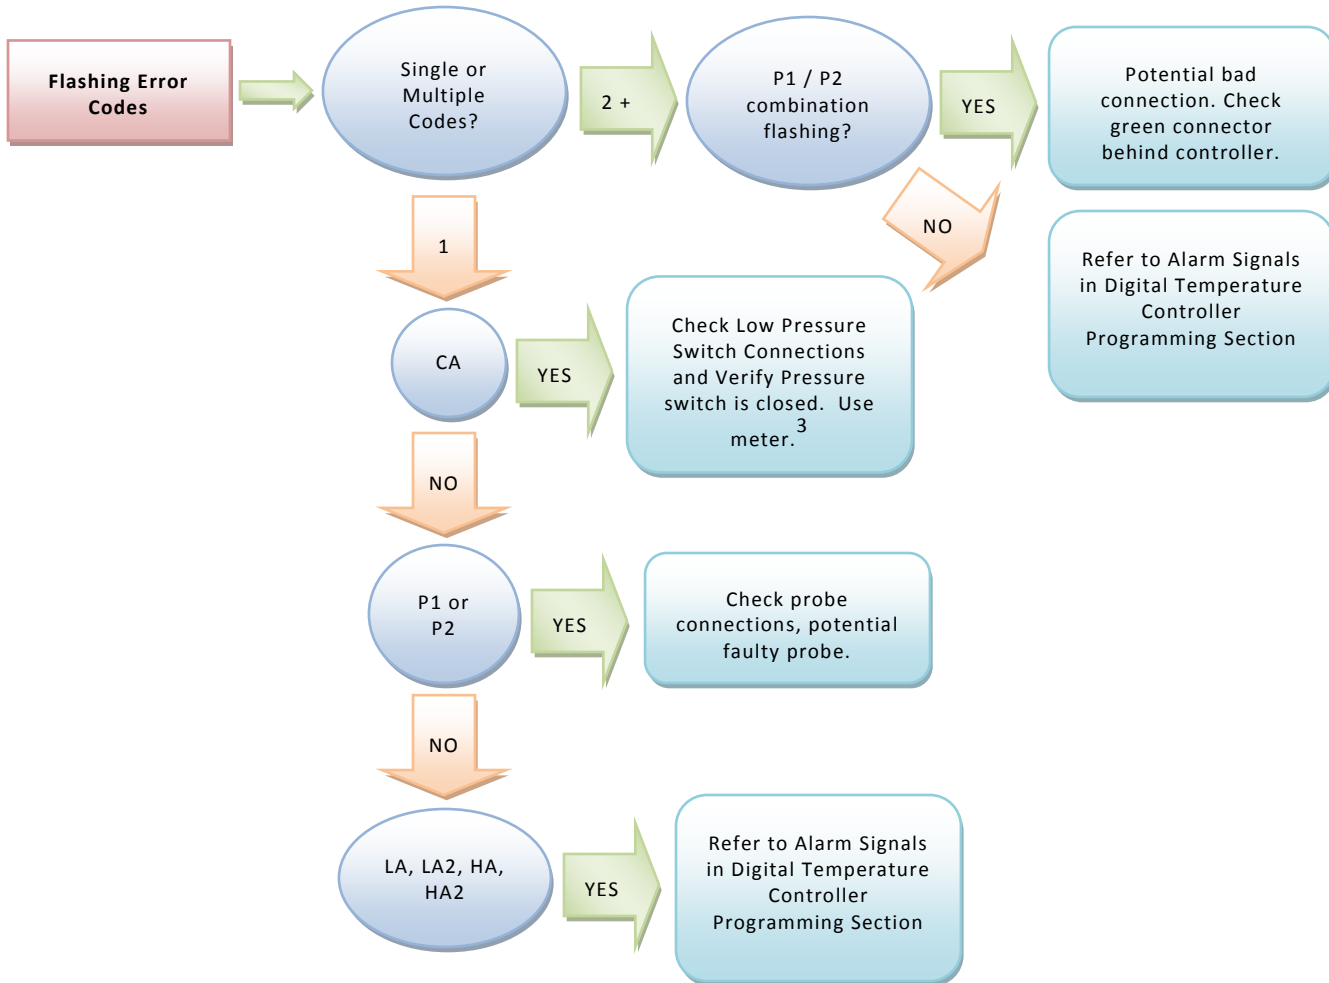 Flashing Error
Codes
Single or
Multiple
Codes?
2 +
P1 / P2
combination
flashing?
YES
Potential bad
connection. Check
green connector
behind controller.
NO
Refer to Alarm Signals
in Digital Temperature
Controller
Programming Section
1
CA
YES
Check Low Pressure
Switch Connections
and Verify Pressure
switch is closed. Use
meter.3
NO
P1 or
P2
YES
Check probe
connections, potential
faulty probe.
NO
LA, LA2, HA,
HA2
YES
Refer to Alarm Signals
in Digital Temperature
Controller
Programming Section